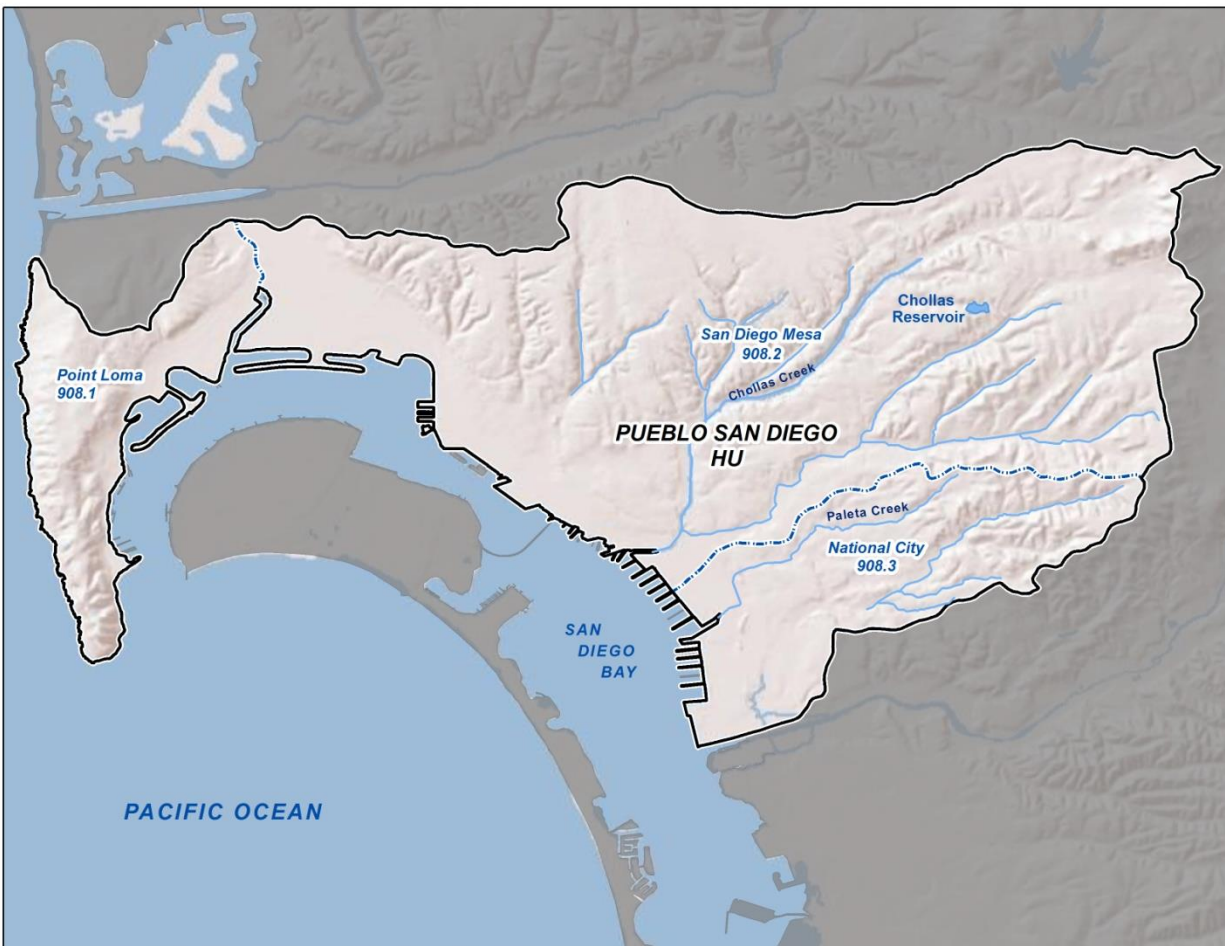 Chollas
Reservoir
San Diego Mesa
908.2
Point Loma
908.1
Chollas Creek
PUEBLO SAN DIEGO
HU
Paleta Creek
National City
908.3
SAN
DIEGO
BAY
PACIFIC OCEAN